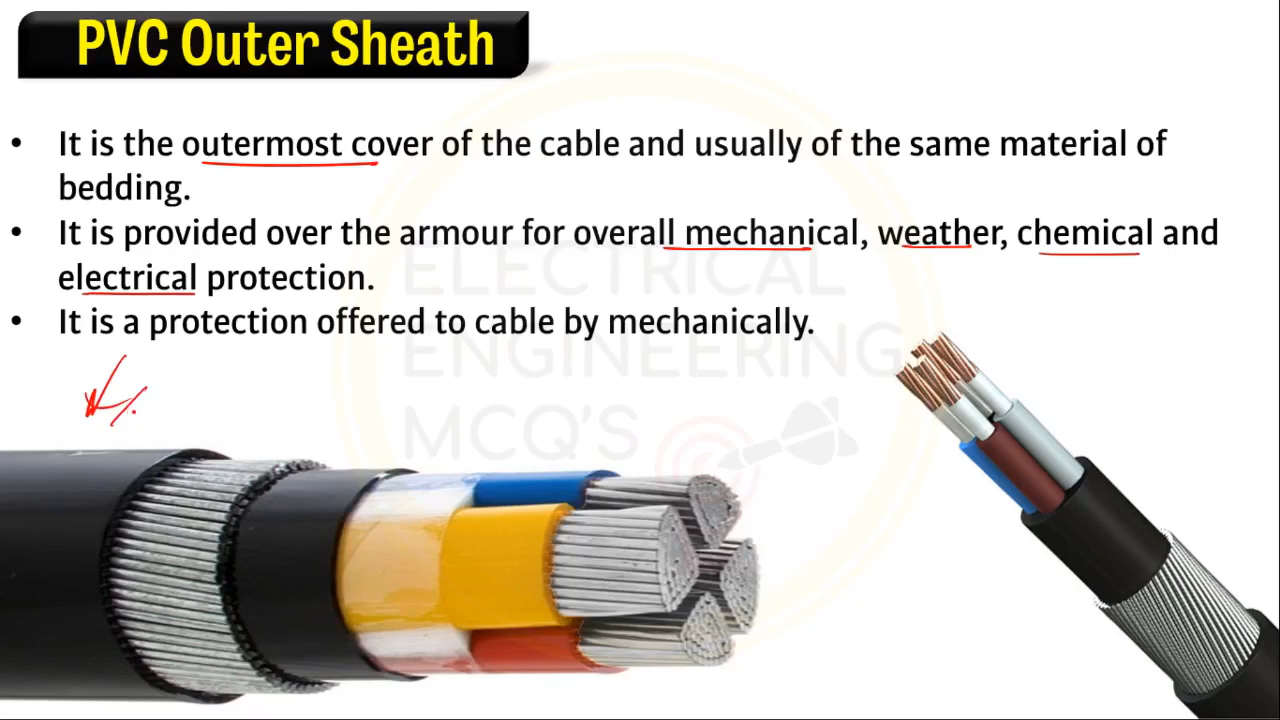 PVC Outer Sheath
• It is the outermost cover of the cable and usually of the same material of
bedding.
• It is provided over the armour for overall mechanical, weather, chemical and
electrical protection.
• It is a protection offered to cable by mechanically.
ELECTRICAL
ENGINEERING
MCQ'S